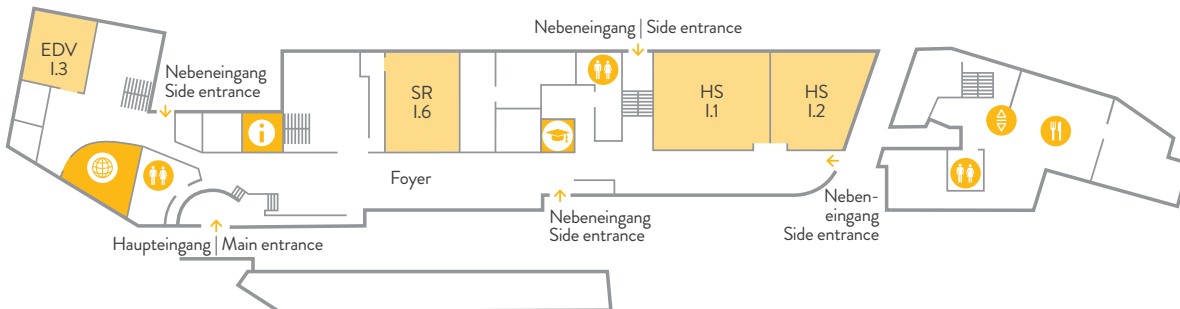 EDV
I.3
Nebeneingang
Side entrance
Nebeneingang | Side entrance
SR
I.6
HS
I.1
HS
I.2
Foyer
Haupteingang | Main entrance
Nebeneingang
Side entrance
Neben-
eingang
Side entrance